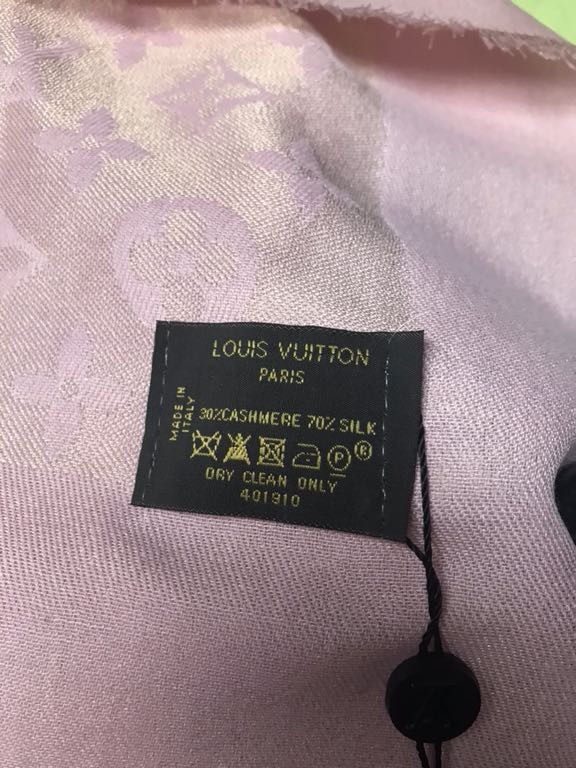 LOUIS VUITTON
PARIS
MADE IN
ITALY
30%CASHMERE 70%SILK
P®
DRY CLEAN ONLY
401910